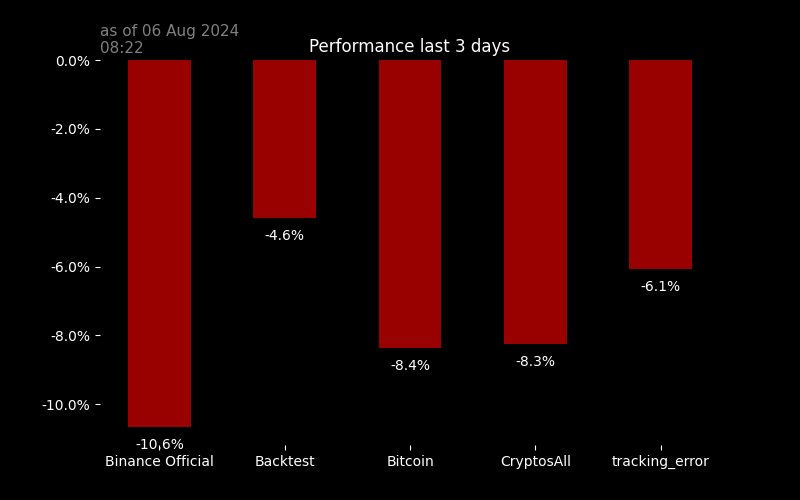 as of 06 Aug 2024
08:22
Performance last 3 days
0.0%
-2.0%
-4.0%
-6.0%
-8.0%
-10.0%
-10.6%
-4.6%
-8.4%
-8.3%
-6.1%
Binance Official
Backtest
Bitcoin
CryptosAll
tracking_error